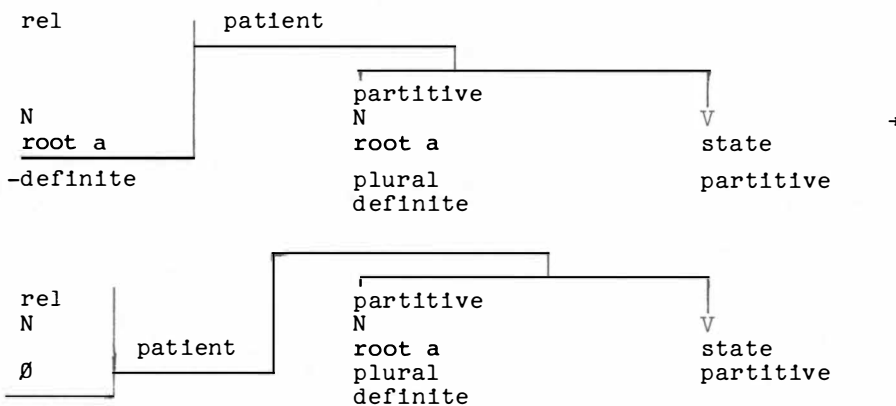 rel patient
partitive
N N V →
root a root a state
-definite plural partitive
definite
rel partitive
N N V
patient root a state
Ø plural partitive
definite